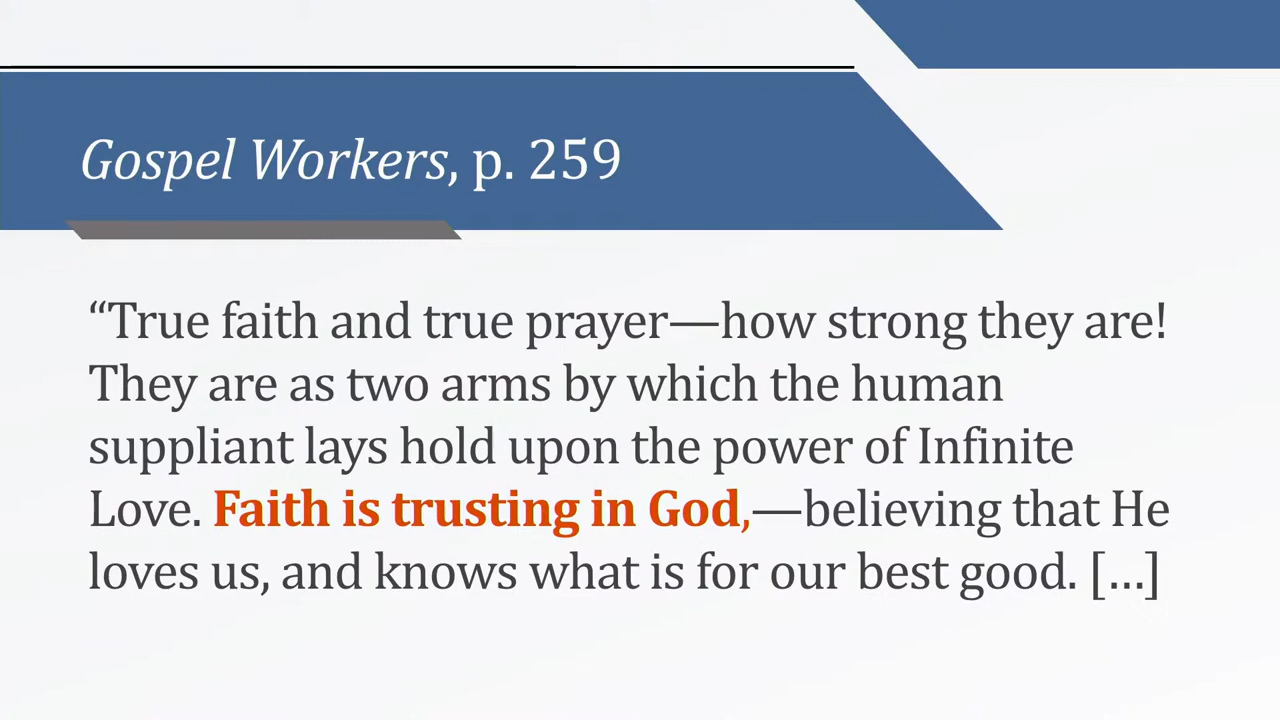 Gospel Workers, p. 259
“True faith and true prayer—how strong they are!
They are as two arms by which the human
suppliant lays hold upon the power of Infinite
Love. Faith is trusting in God,—believing that He
loves us, and knows what is for our best good. […]